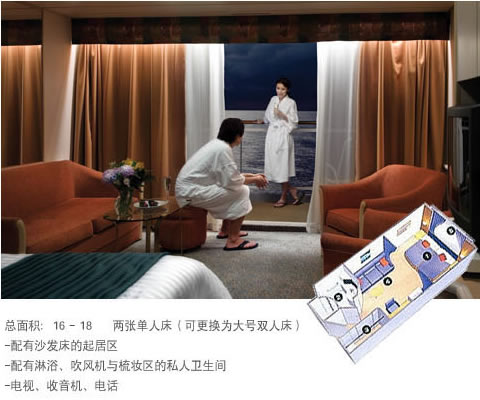 总面积: 16 - 18 两张单人床（可更换为大号双人床）
-配有沙发床的起居区
-配有淋浴、吹风机与梳妆区的私人卫生间
-电视、收音机、电话